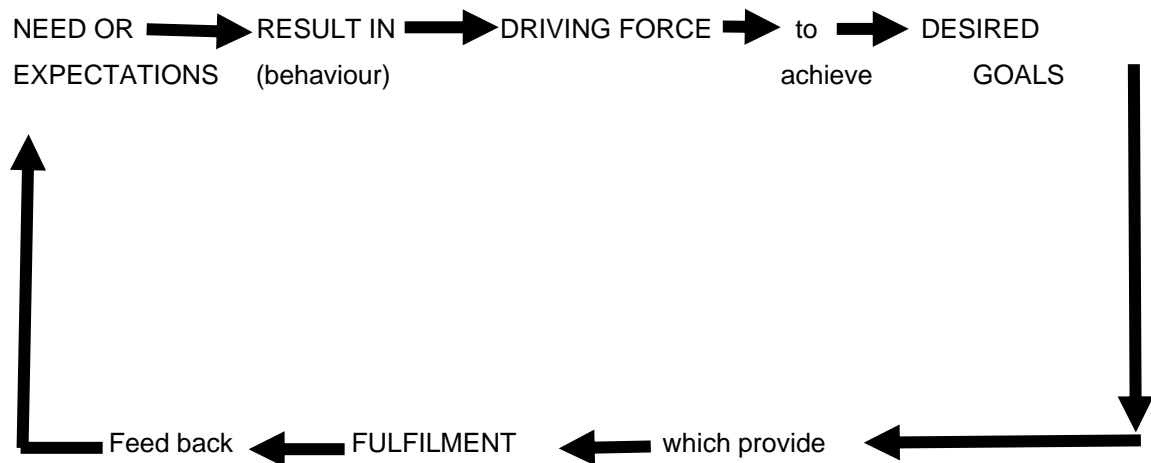 NEED OR RESULT IN DRIVING FORCE to DESIRED
EXPECTATIONS (behaviour) achieve GOALS
Feed back FULFILMENT which provide